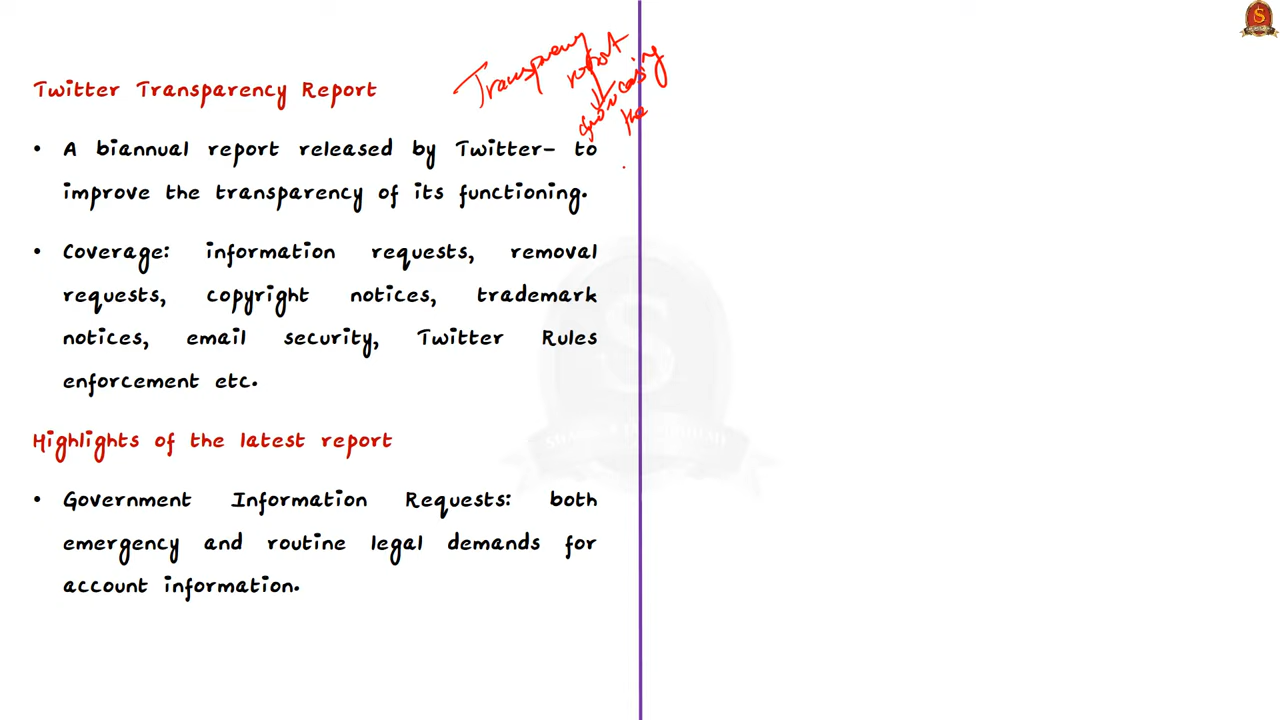 Transparency
report
showcasing
the
Twitter Transparency Report
• A biannual report released by Twitter- to
improve the transparency of its functioning.
• Coverage: information requests, removal
requests, copyright notices, trademark
notices, email security, Twitter Rules
enforcement etc.
Highlights of the latest report
• Government Information Requests: both
emergency and routine legal demands for
account information.